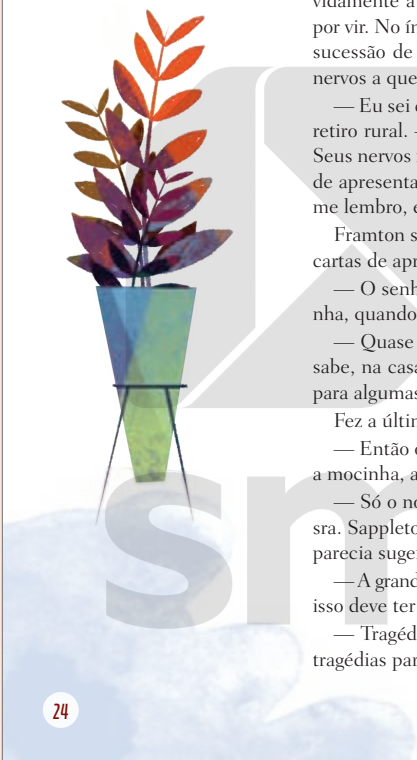 vidamente a
por vir. No ín
sucessão de
nervos a que
— Eu sei
retiro rural.
Seus nervos
de apresenta
me lembro, e
Framton s
cartas de apr
— O senh
nha, quando
— Quase
sabe, na casa
para algumas
Fez a últir
— Então
a mocinha, a
— Só o no
sra. Sappleto
parecia suge
— A grand
isso deve ter
— Tragéd
tragédias par
24
sm